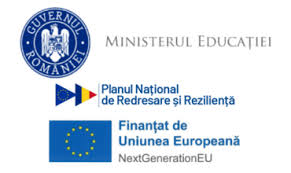 GUVERNUL ROMÂNIEI
MINISTERUL EDUCAȚIEI
Planul Național
de Redresare și Reziliență
Finanțat de
Uniunea Europeană
NextGenerationEU